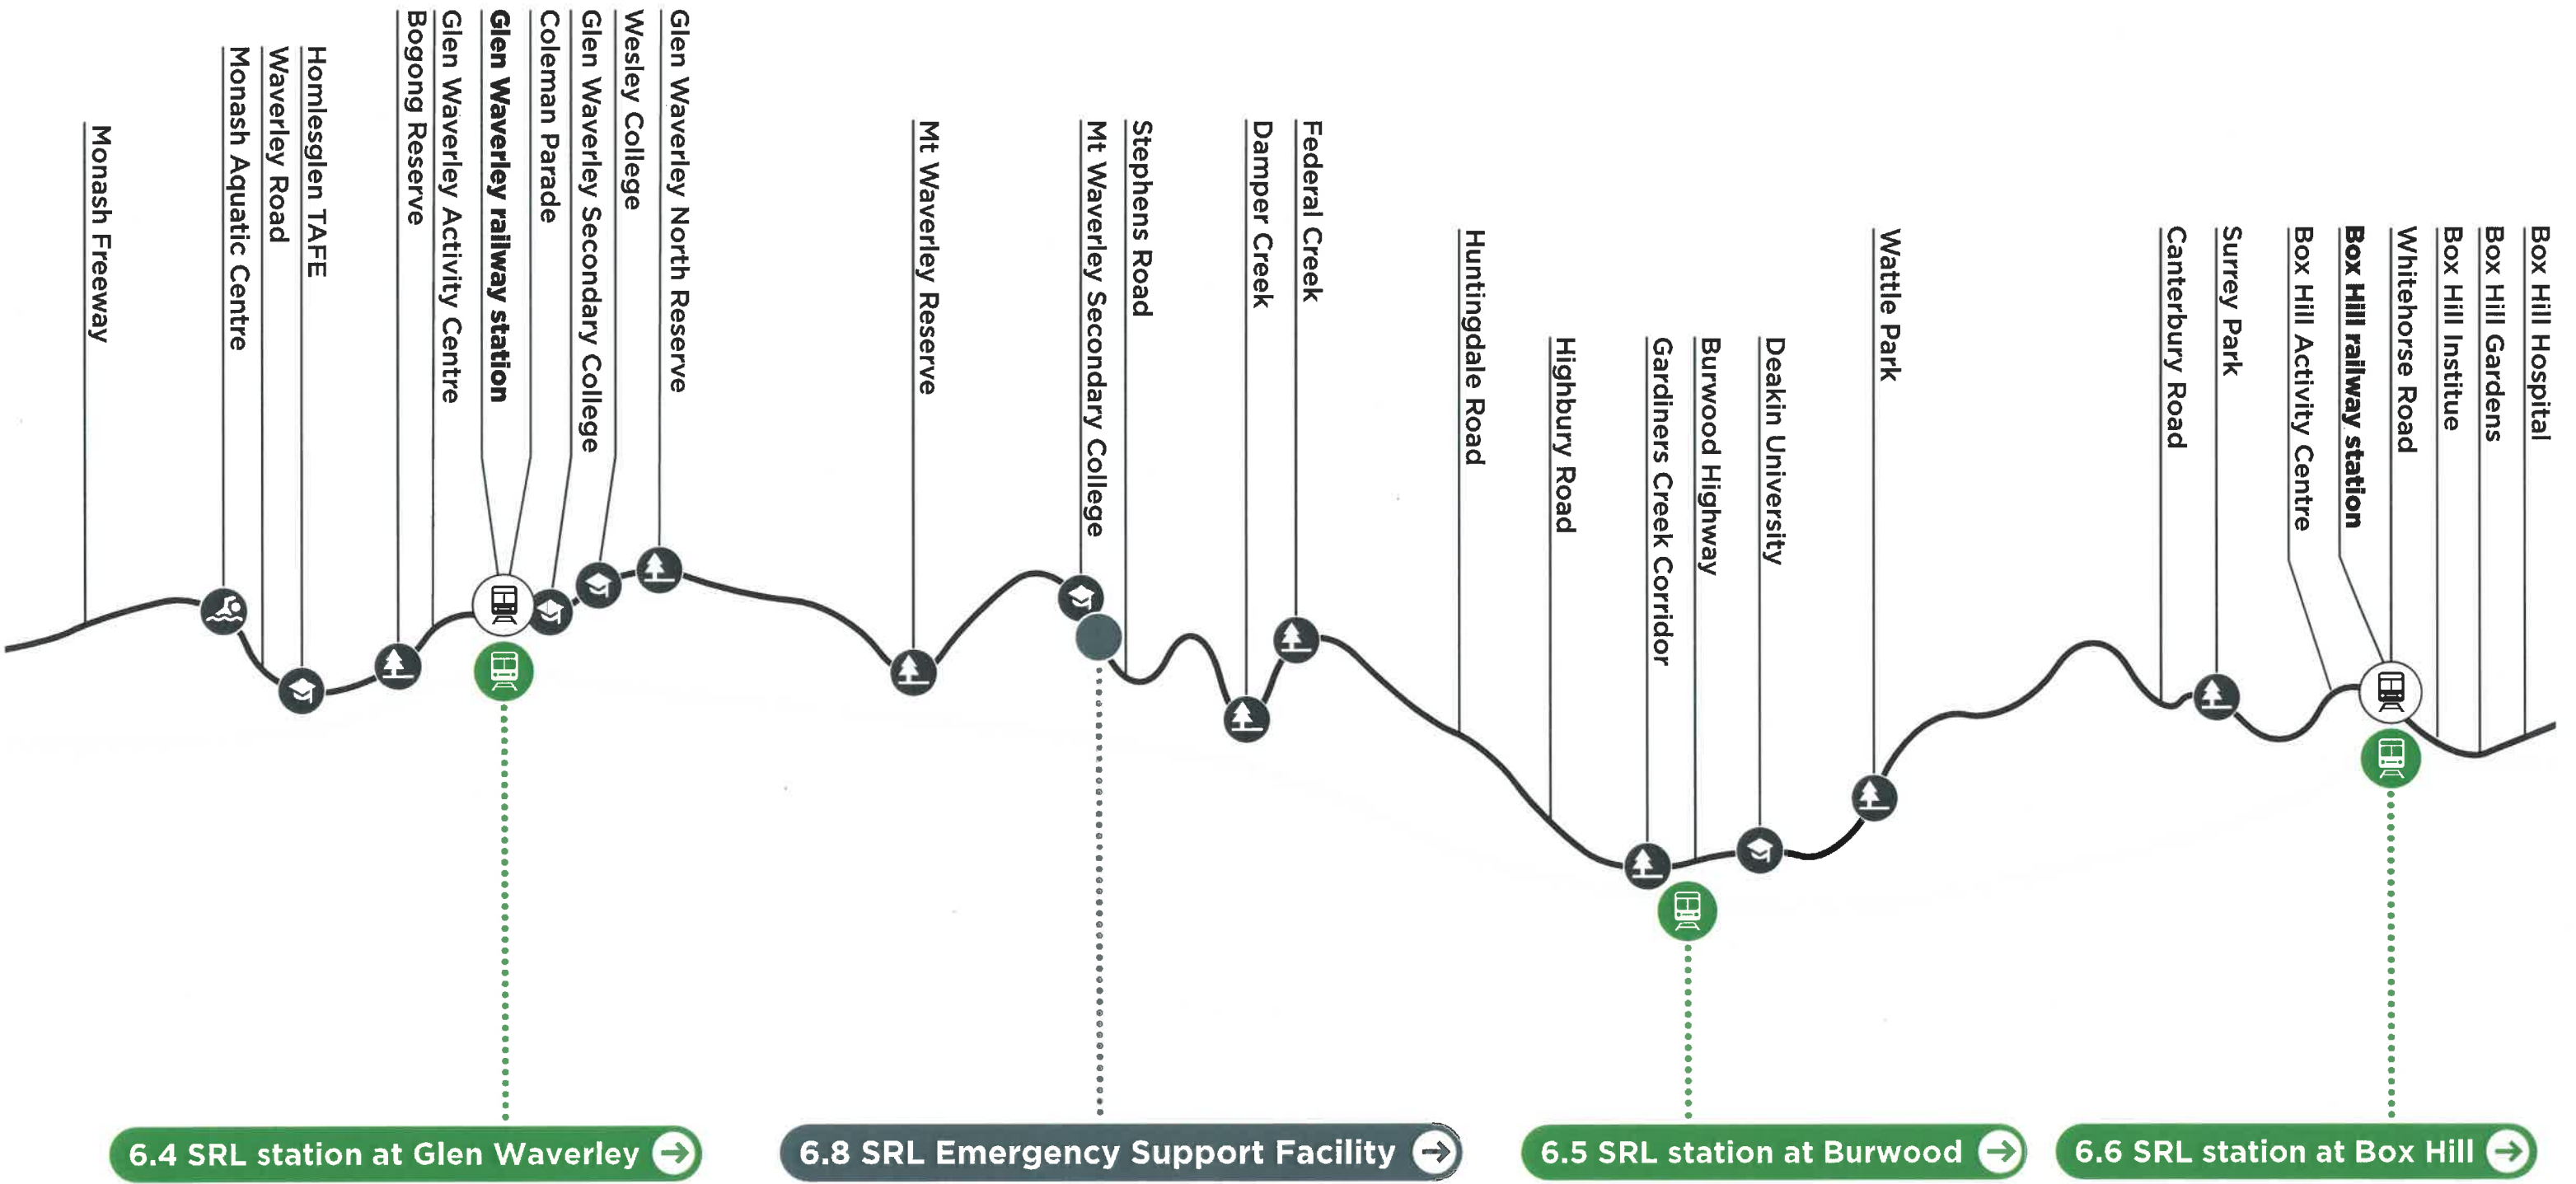 Monash Freeway
Monash Aquatic Centre
Waverley Road
Homlesglen TAFE
Bogong Reserve
Glen Waverley Activity Centre
Glen Waverley railway station
Coleman Parade
Glen Waverley Secondary College
Wesley College
Glen Waverley North Reserve
Mt Waverley Reserve
Mt Waverley Secondary College
Stephens Road
Damper Creek
Federal Creek
Huntingdale Road
Highbury Road
Gardiners Creek Corridor
Burwood Highway
Deakin University
Wattle Park
Canterbury Road
Surrey Park
Box Hill Activity Centre
Box Hill railway station
Whitehorse Road
Box Hill Institue
Box Hill Gardens
Box Hill Hospital
6.4 SRL station at Glen Waverley
6.8 SRL Emergency Support Facility
6.5 SRL station at Burwood
6.6 SRL station at Box Hill